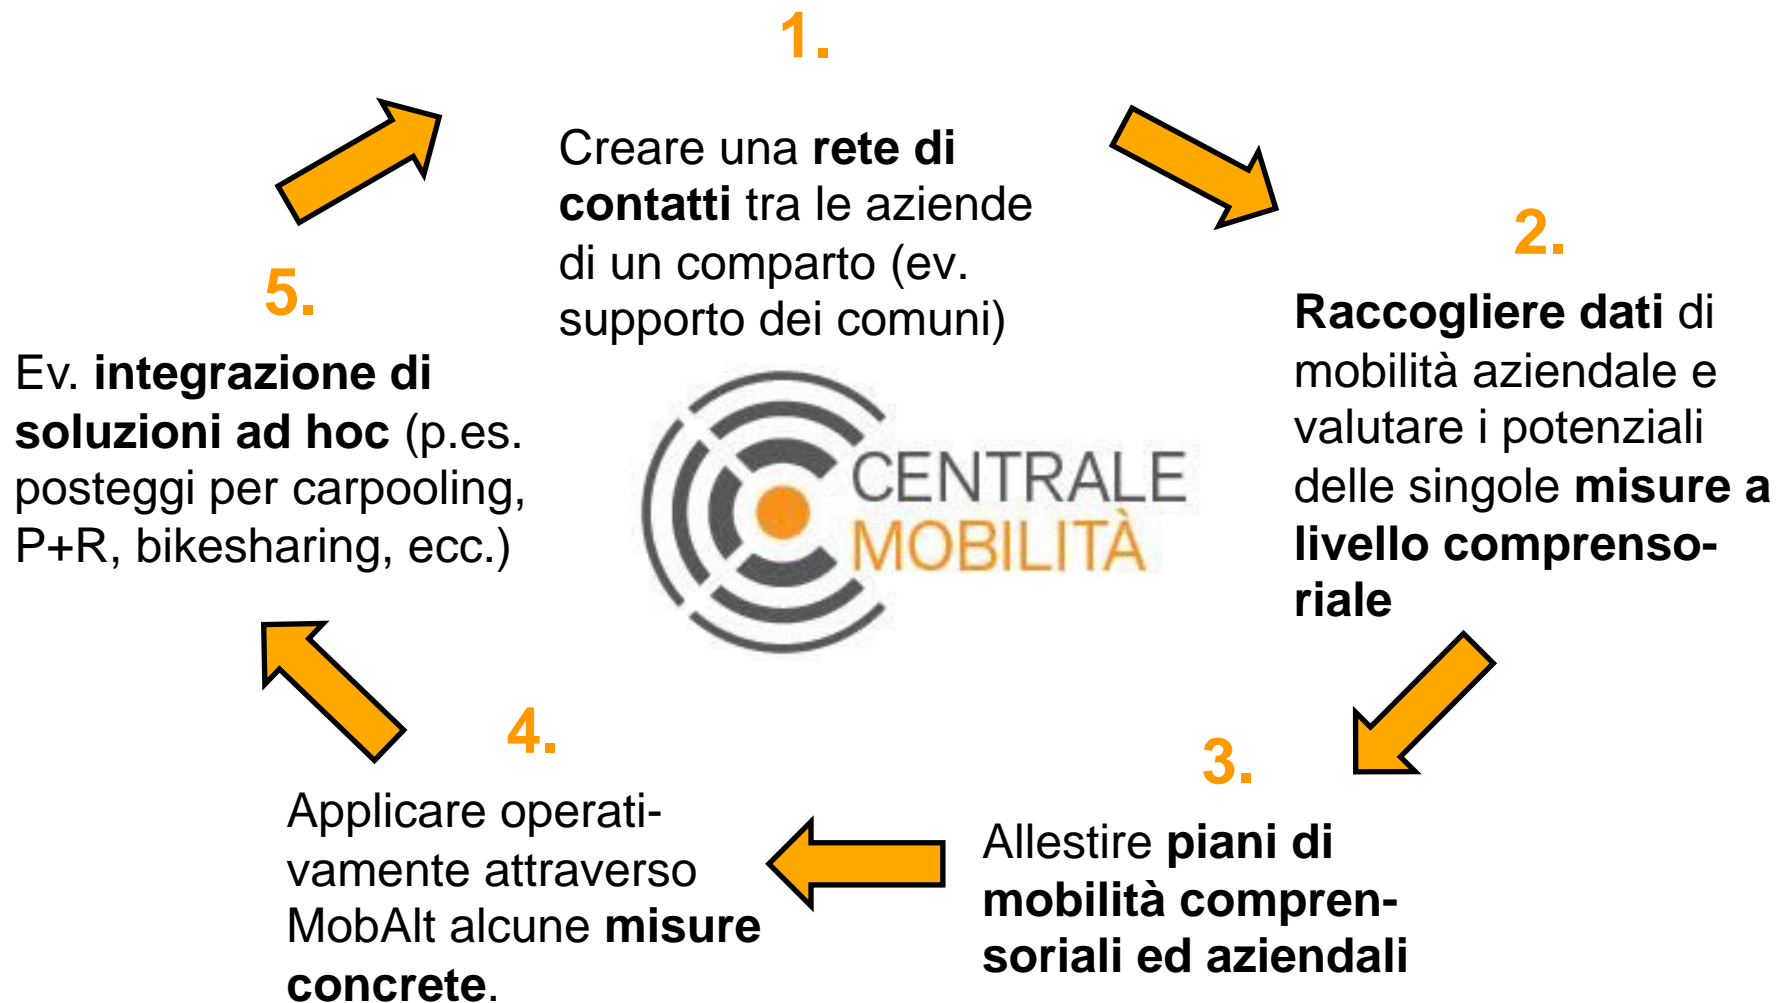 1.
Creare una rete di
contatti tra le aziende
di un comparto (ev.
supporto dei comuni)
2.
Raccogliere dati di
mobilità aziendale e
valutare i potenziali
delle singole misure a
livello comprenso-
riale
3.
Allestire piani di
mobilità compren-
soriali ed aziendali
4.
Applicare operati-
vamente attraverso
MobAlt alcune misure
concrete.
5.
Ev. integrazione di
soluzioni ad hoc (p.es.
posteggi per carpooling,
P+R, bikesharing, ecc.)
CENTRALE
MOBILITÀ